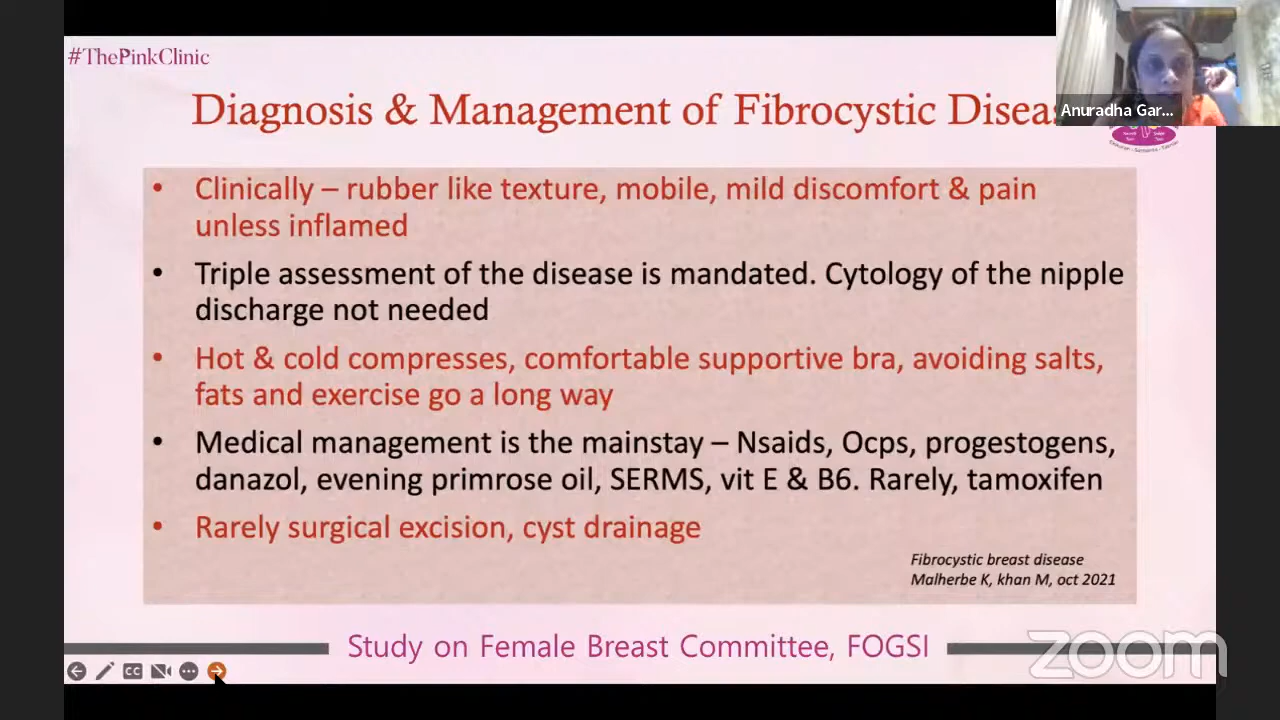 #ThePinkClinic
Anuradha Gar...
Diagnosis & Management of Fibrocystic Diseas
• Clinically – rubber like texture, mobile, mild discomfort & pain
unless inflamed
• Triple assessment of the disease is mandated. Cytology of the nipple
discharge not needed
• Hot & cold compresses, comfortable supportive bra, avoiding salts,
fats and exercise go a long way
• Medical management is the mainstay – Nsaids, Ocps, progestogens,
danazol, evening primrose oil, SERMS, vit E & B6. Rarely, tamoxifen
• Rarely surgical excision, cyst drainage
Fibrocystic breast disease
Malherbe K, khan M, oct 2021
Study on Female Breast Committee, FOGSI
zoom
CC